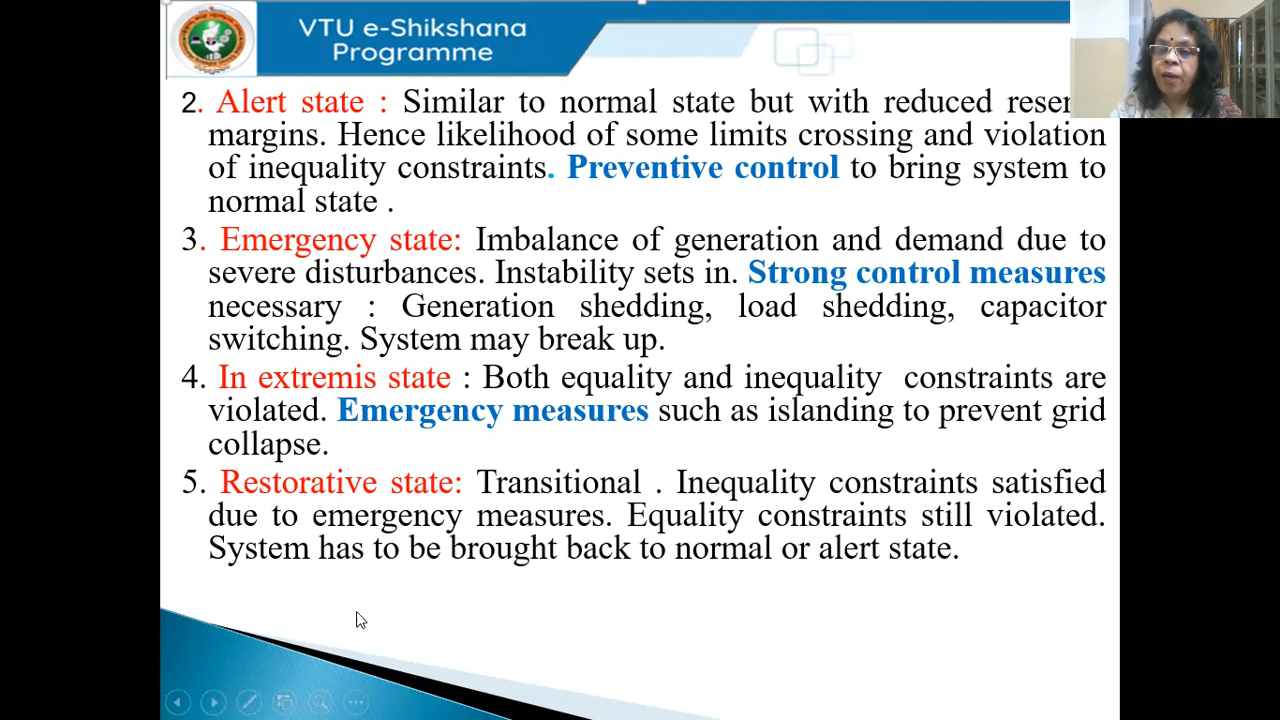 VTU e-Shikshana
Programme
2. Alert state : Similar to normal state but with reduced
margins. Hence likelihood of some limits crossing and violation
of inequality constraints. Preventive control to bring system to
normal state .
3. Emergency state: Imbalance of generation and demand due to
severe disturbances. Instability sets in. Strong control measures
necessary : Generation shedding, load shedding, capacitor
switching. System may break up.
4. In extremis state : Both equality and inequality constraints are
violated. Emergency measures such as islanding to prevent grid
collapse.
5. Restorative state: Transitional . Inequality constraints satisfied
due to emergency measures. Equality constraints still violated.
System has to be brought back to normal or alert state.